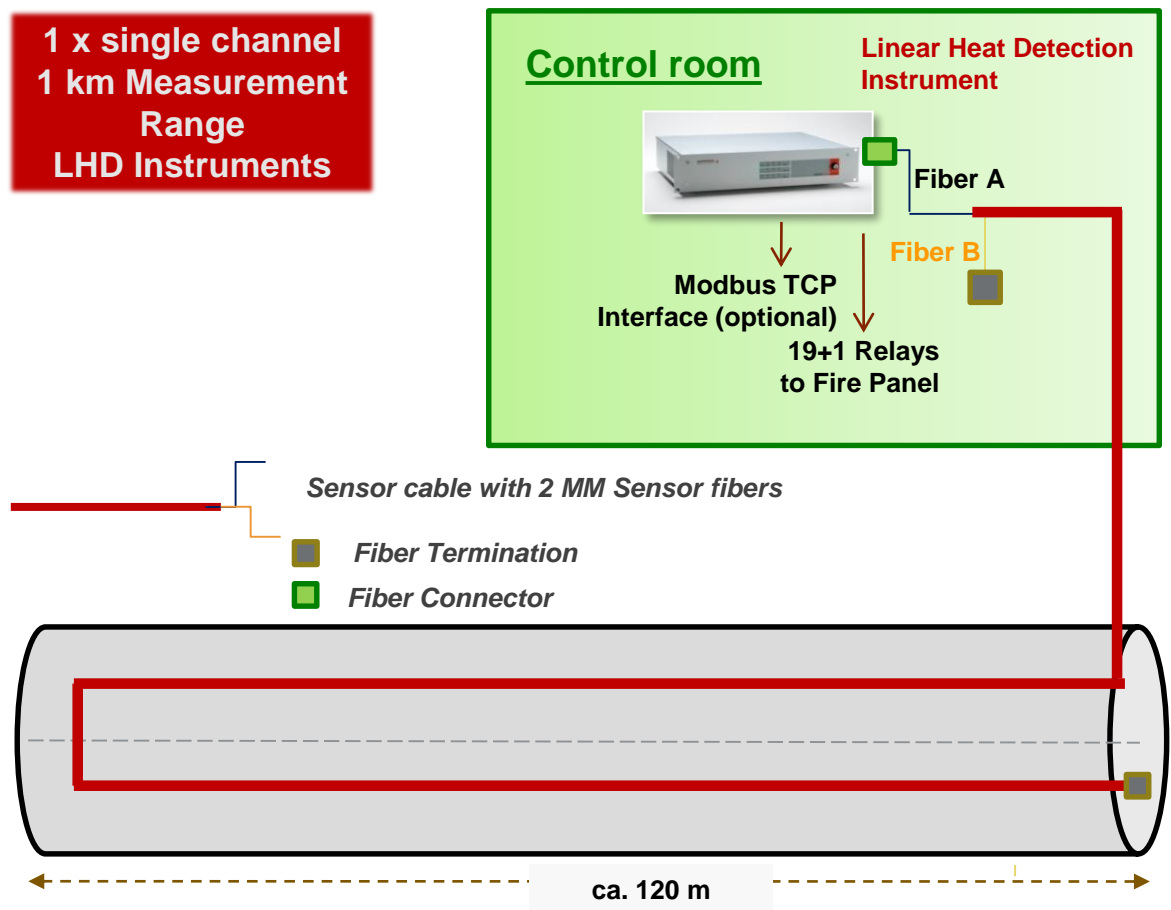 1 x single channel
1 km Measurement
Range
LHD Instruments
Control room
Linear Heat Detection
Instrument
Fiber A
Fiber B
Modbus TCP
Interface (optional)
19+1 Relays
to Fire Panel
Sensor cable with 2 MM Sensor fibers
Fiber Termination
Fiber Connector
ca. 120 m